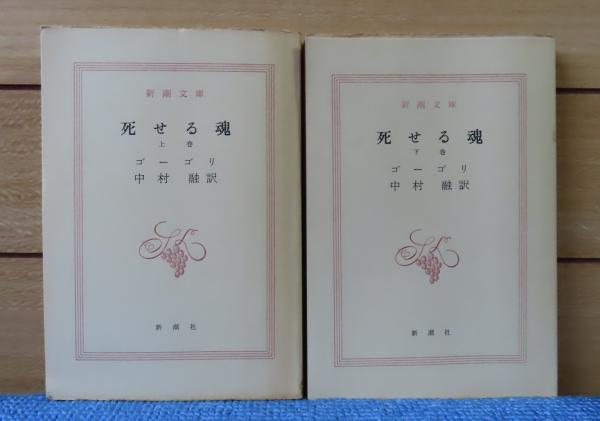 新潮文庫
死せる魂
上巻
ゴーゴリ
中村 融訳
新潮社
新潮文庫
死せる魂
下巻
ゴーゴリ
中村 融訳
新潮社